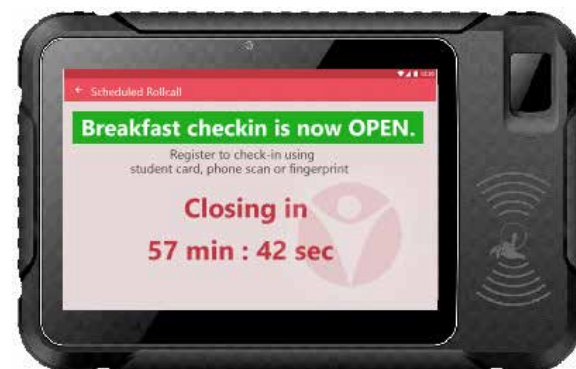 ← Scheduled Rollcall
Breakfast checkin is now OPEN.
Register to check-in using
student card, phone scan or fingerprint
Closing in
57 min : 42 sec